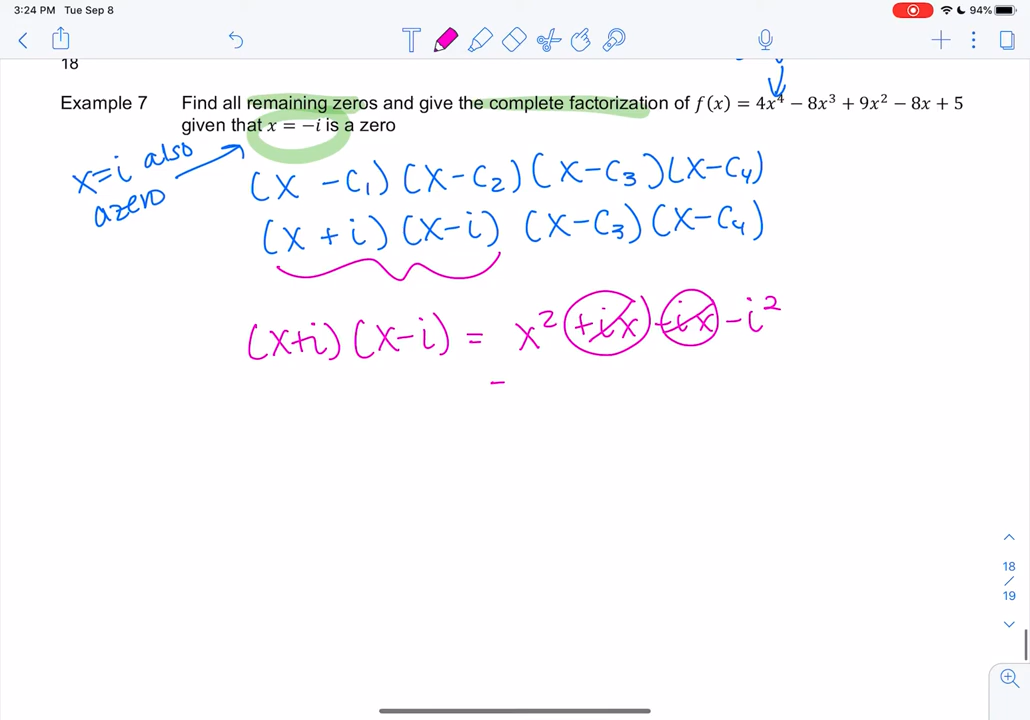 3:24 PM Tue Sep 8
94%
T
18
Example 7 Find all remaining zeros and give the complete factorization of f(x) = 4x⁴ − 8x³ + 9x² − 8x + 5
given that x = −i is a zero
x=i also
a zero
(x - c₁) (x - c₂) (x - c₃) (x - c₄)
(x + i) (x - i) (x - c₃) (x - c₄)
(x+i) (x-i) = x² +ix -ix -i²
=
18
/
19